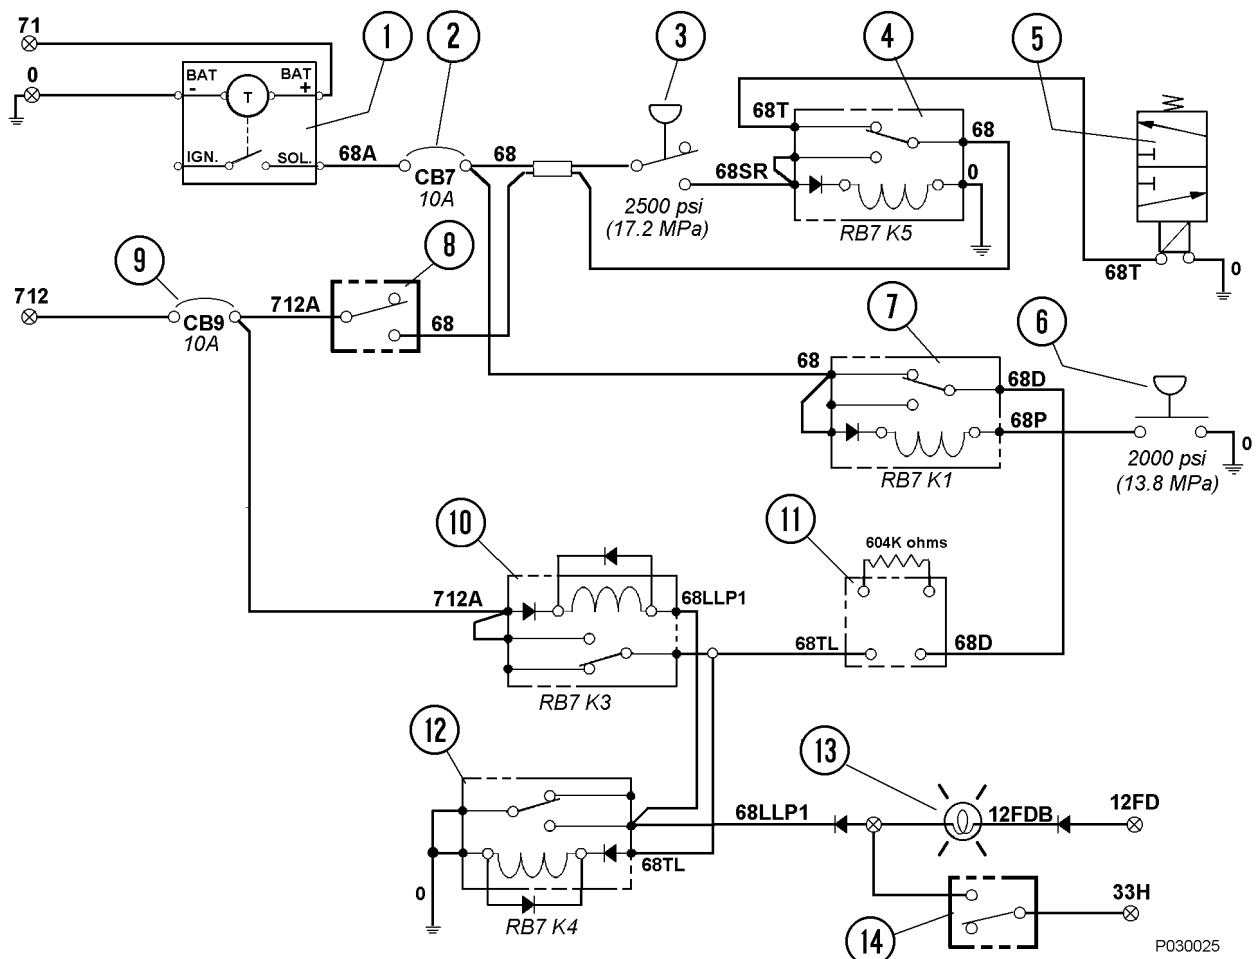 71
1
2
3
4
5
0
BAT
-
T
BAT
+
IGN.
SOL.
68A
CB7
10A
68
2500 psi
(17.2 MPa)
68T
68
68SR
0
RB7 K5
68T
0
8
9
712
CB9
10A
712A
68
7
6
68
68D
68P
RB7 K1
2000 psi
(13.8 MPa)
0
10
11
604K ohms
712A
68LLP1
68TL
68D
RB7 K3
12
13
68LLP1
12FDB
12FD
68TL
0
RB7 K4
14
33H
P030025